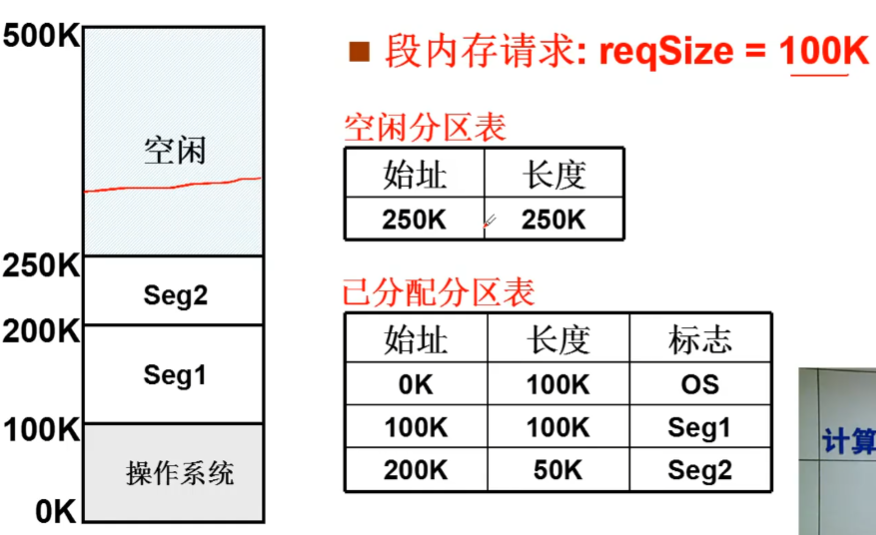 500K
空闲
250K
Seg2
200K
Seg1
100K
操作系统
0K
段内存请求: reqSize = 100K
空闲分区表
始址 长度
250K 250K
已分配分区表
始址 长度 标志
0K 100K OS
100K 100K Seg1
200K 50K Seg2
计算